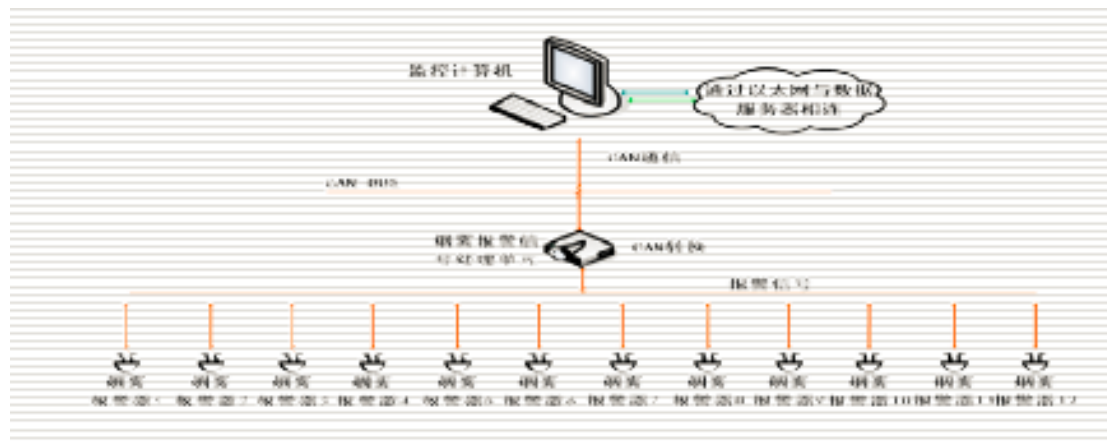 监控计算机
通过以太网与数据
服务器相连
CAN通信
CAN 总线
烟雾报警信
号处理单元
CAN转换
报警信号
烟雾
报警器1
烟雾
报警器2
烟雾
报警器3
烟雾
报警器4
烟雾
报警器5
烟雾
报警器6
烟雾
报警器7
烟雾
报警器8
烟雾
报警器9
烟雾
报警器10
烟雾
报警器11
烟雾
报警器12